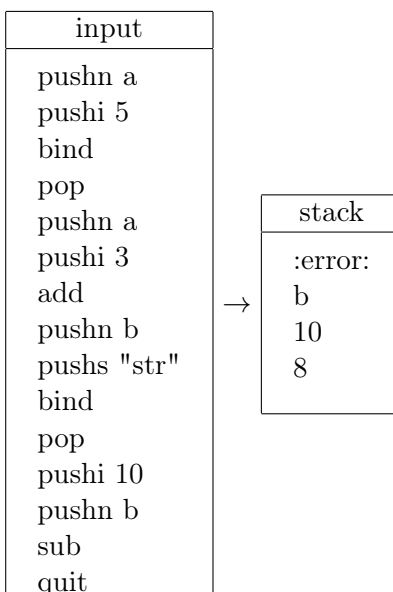 input
pushn a
pushi 5
bind
pop
pushn a
pushi 3
add
pushn b
pushs "str"
bind
pop
pushi 10
pushn b
sub
quit
→
stack
:error:
b
10
8